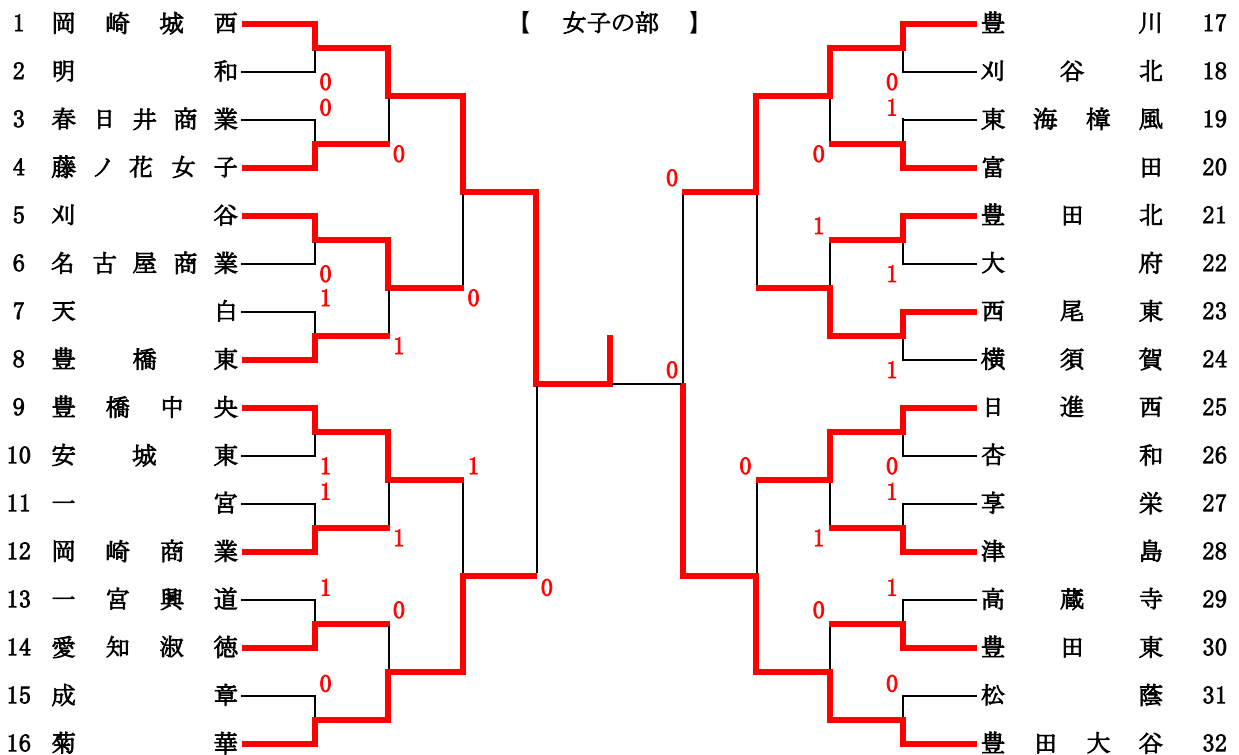 【 女子の部 】
1 岡崎城西
2 明和
0
0
3 春日井商業
4 藤ノ花女子
0
5 刈谷
6 名古屋商業
0
1
7 天白
8 豊橋東
1
0
9 豊橋中央
10 安城東
1
1
11 一宮
12 岡崎商業
1
1
13 一宮興道
1
14 愛知淑徳
0
15 成章
0
16 菊華
0
豊川 17
刈谷北 18
0
1
東海樟風 19
富田 20
0
0
豊田北 21
1
大府 22
1
西尾東 23
横須賀 24
1
0
日進西 25
杏和 26
0
0
1
享栄 27
津島 28
1
高蔵寺 29
1
豊田東 30
0
松蔭 31
0
豊田大谷 32